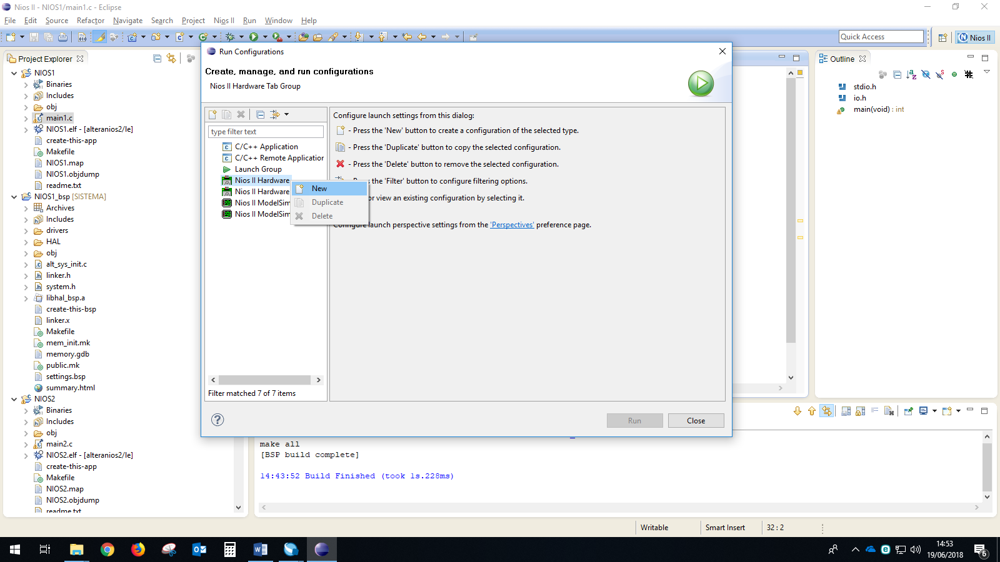 Nios II - NIOS1/main1.c - Eclipse
File Edit Source Refactor Navigate Search Project Nios II Run Window Help
Quick Access
Nios II
Project Explorer
NIOS1
Binaries
Includes
obj
main1.c
NIOS1.elf - [alteranios2/le]
create-this-app
Makefile
NIOS1.map
NIOS1.objdump
readme.txt
NIOS1_bsp [SISTEMA]
Archives
Includes
drivers
HAL
obj
alt_sys_init.c
linker.h
system.h
libhal_bsp.a
create-this-bsp
linker.x
Makefile
mem_init.mk
memory.gdb
public.mk
settings.bsp
summary.html
NIOS2
Binaries
Includes
obj
main2.c
NIOS2.elf - [alteranios2/le]
create-this-app
Makefile
NIOS2.map
NIOS2.objdump
readme.txt
Run Configurations
Create, manage, and run configurations
Nios II Hardware Tab Group
type filter text
C/C++ Application
C/C++ Remote Application
Launch Group
Nios II Hardware
Nios II Hardware
Nios II ModelSim
Nios II ModelSim
Filter matched 7 of 7 items
New
Duplicate
Delete
Configure launch settings from this dialog:
- Press the 'New' button to create a configuration of the selected type.
- Press the 'Duplicate' button to copy the selected configuration.
- Press the 'Delete' button to remove the selected configuration.
the 'Filter' button to configure filtering options.
or view an existing configuration by selecting it.
Configure launch perspective settings from the 'Perspectives' preference page.
Run
Close
Outline
stdio.h
io.h
main(void) : int
make all
[BSP build complete]
14:43:52 Build Finished (took 1s.228ms)
Writable
Smart Insert
32 : 2
14:53
19/06/2018
6